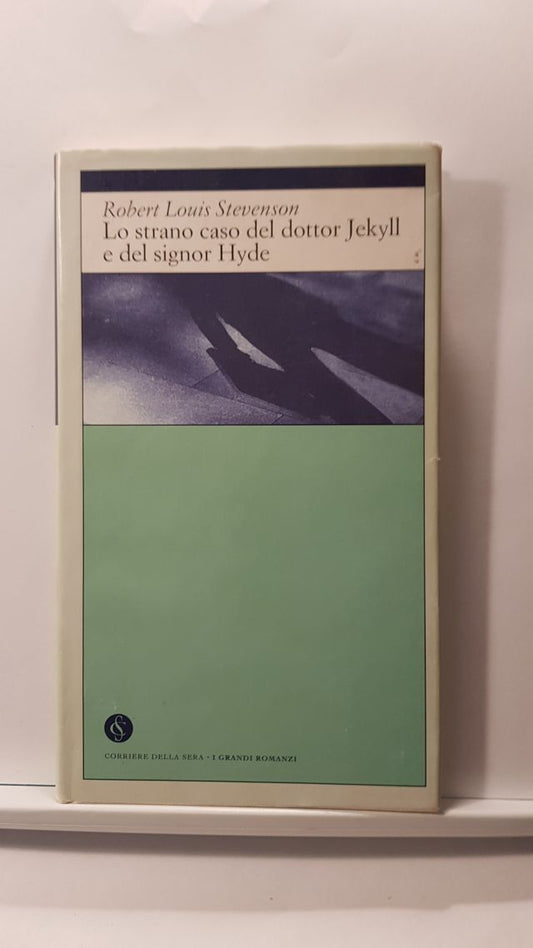 Robert Louis Stevenson
Lo strano caso del dottor Jekyll
e del signor Hyde
CORRIERE DELLA SERA • I GRANDI ROMANZI